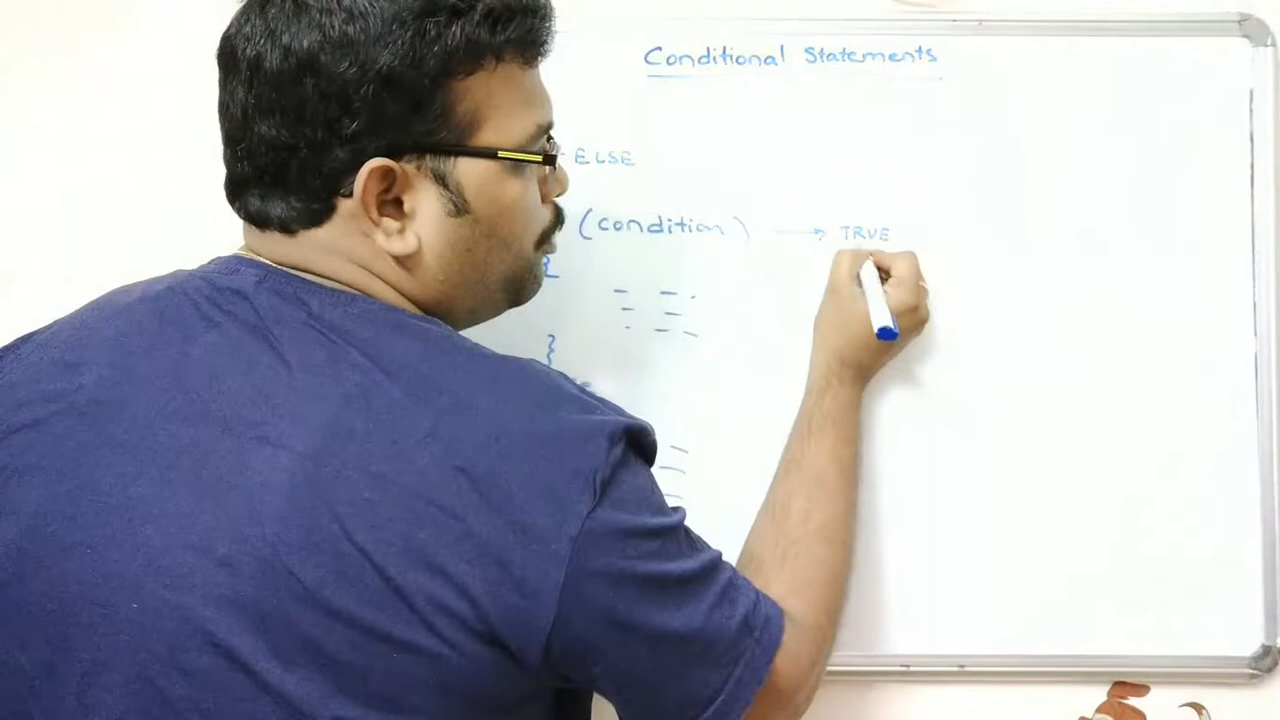 Conditional Statements
- ELSE
(condition) → TRUE
{
}